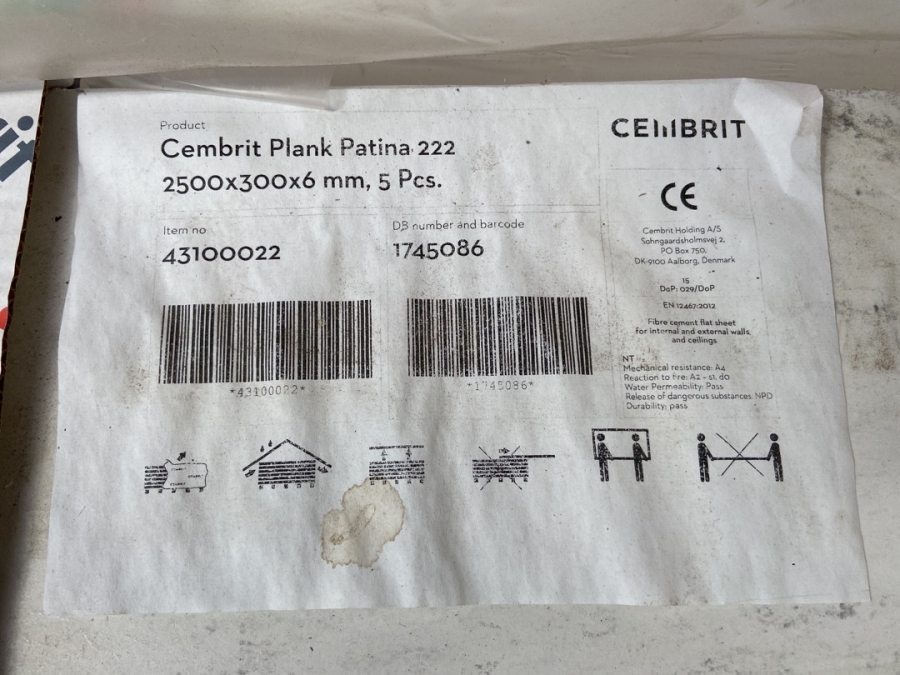 Product
Cembrit Plank Patina 222
2500x300x6 mm, 5 Pcs.
Item no
43100022
DB number and barcode
1745086
*43100022*
*1745086*
CEMBRIT
CE
Cembrit Holding A/S
Sohngaardsholmsvej 2,
PO Box 750,
DK-9100 Aalborg, Denmark
15
DoP: 029/DoP
EN 12467:2012
Fibre cement flat sheet
for internal and external walls,
and ceilings
NT
Mechanical resistance: A4
Reaction to fire: A2 - s1, d0
Water Permeability: Pass
Release of dangerous substances: NPD
Durability: pass